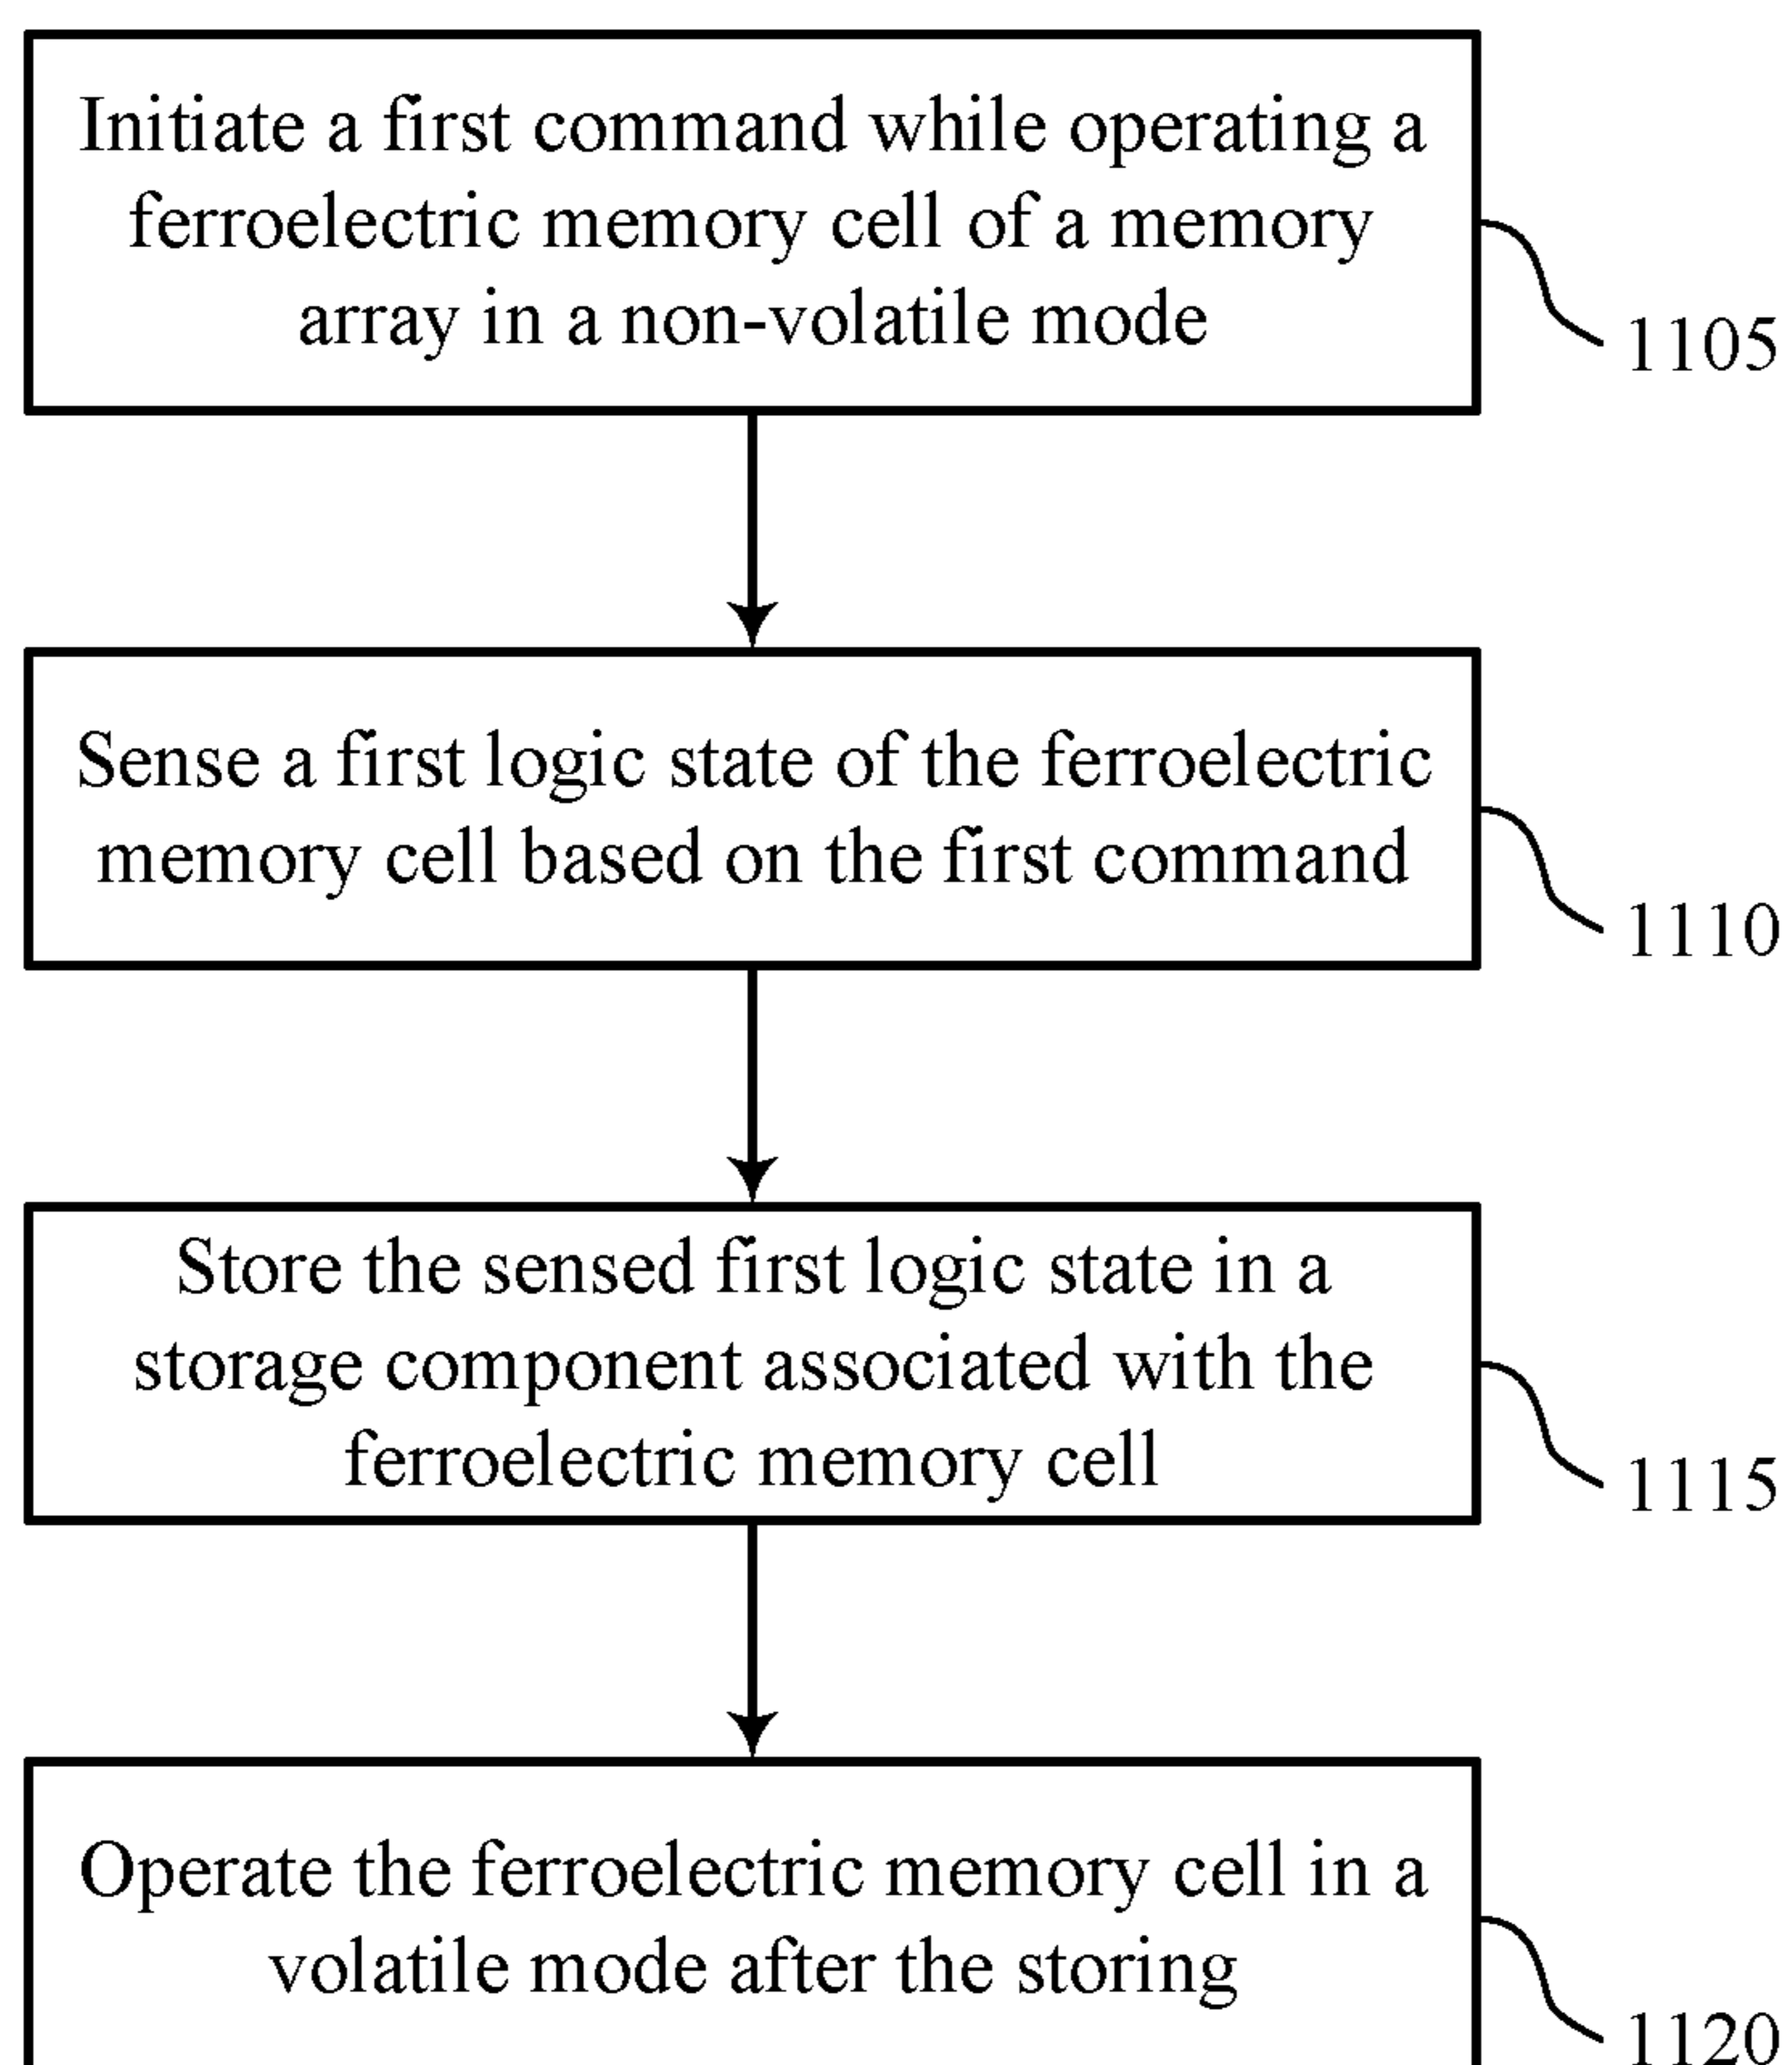 Initiate a first command while operating a
ferroelectric memory cell of a memory
array in a non-volatile mode
1105
Sense a first logic state of the ferroelectric
memory cell based on the first command
1110
Store the sensed first logic state in a
storage component associated with the
ferroelectric memory cell
1115
Operate the ferroelectric memory cell in a
volatile mode after the storing
1120